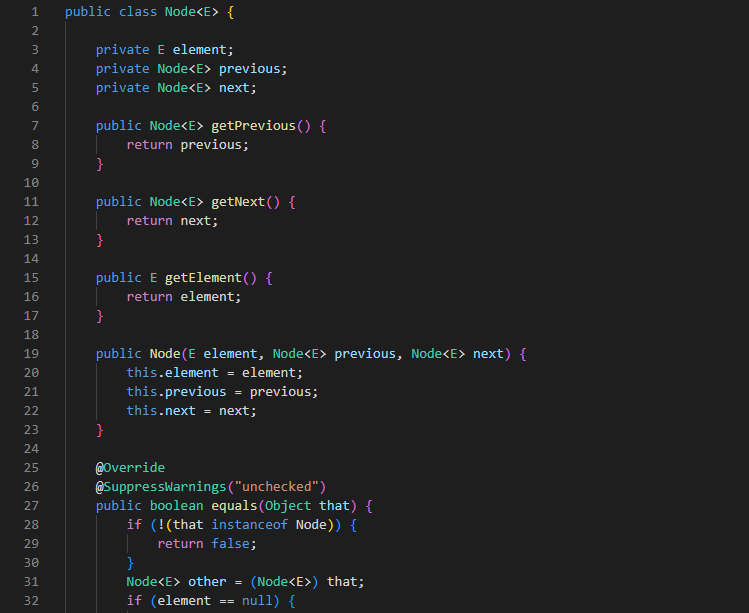 1 public class Node<E> {
2
3 private E element;
4 private Node<E> previous;
5 private Node<E> next;
6
7 public Node<E> getPrevious() {
8 return previous;
9 }
10
11 public Node<E> getNext() {
12 return next;
13 }
14
15 public E getElement() {
16 return element;
17 }
18
19 public Node(E element, Node<E> previous, Node<E> next) {
20 this.element = element;
21 this.previous = previous;
22 this.next = next;
23 }
24
25 @Override
26 @SuppressWarnings("unchecked")
27 public boolean equals(Object that) {
28 if (!(that instanceof Node)) {
29 return false;
30 }
31 Node<E> other = (Node<E>) that;
32 if (element == null) {